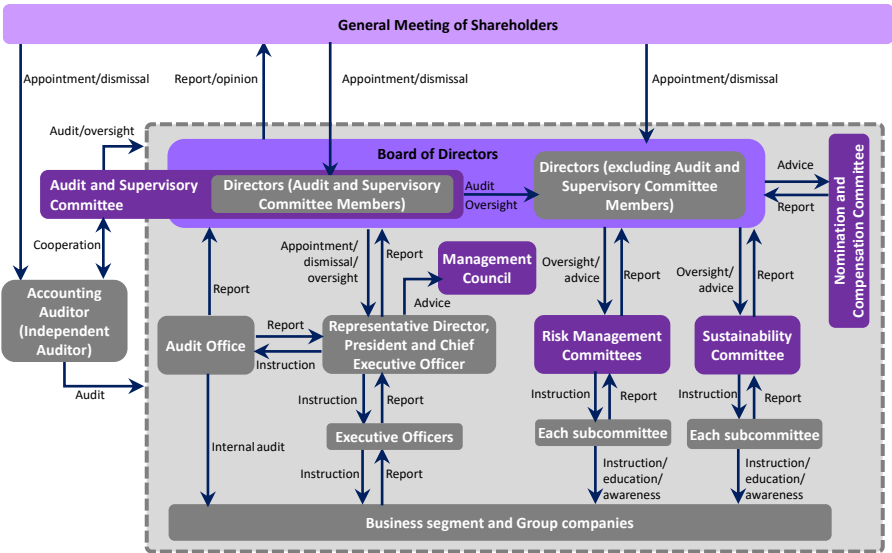 General Meeting of Shareholders
Appointment/dismissal
Report/opinion
Appointment/dismissal
Appointment/dismissal
Audit/oversight
Board of Directors
Audit and Supervisory
Committee
Directors (Audit and Supervisory
Committee Members)
Audit
Oversight
Directors (excluding Audit and
Supervisory Committee
Members)
Advice
Report
Nomination and
Compensation Committee
Cooperation
Accounting
Auditor
(Independent
Auditor)
Audit
Report
Appointment/
dismissal/
oversight
Report
Advice
Management
Council
Oversight/
advice
Report
Oversight/
advice
Report
Audit Office
Report
Instruction
Representative Director,
President and Chief
Executive Officer
Risk Management
Committees
Sustainability
Committee
Instruction
Report
Instruction
Report
Instruction
Report
Internal audit
Executive Officers
Each subcommittee
Each subcommittee
Instruction
Report
Instruction/
education/
awareness
Instruction/
education/
awareness
Business segment and Group companies